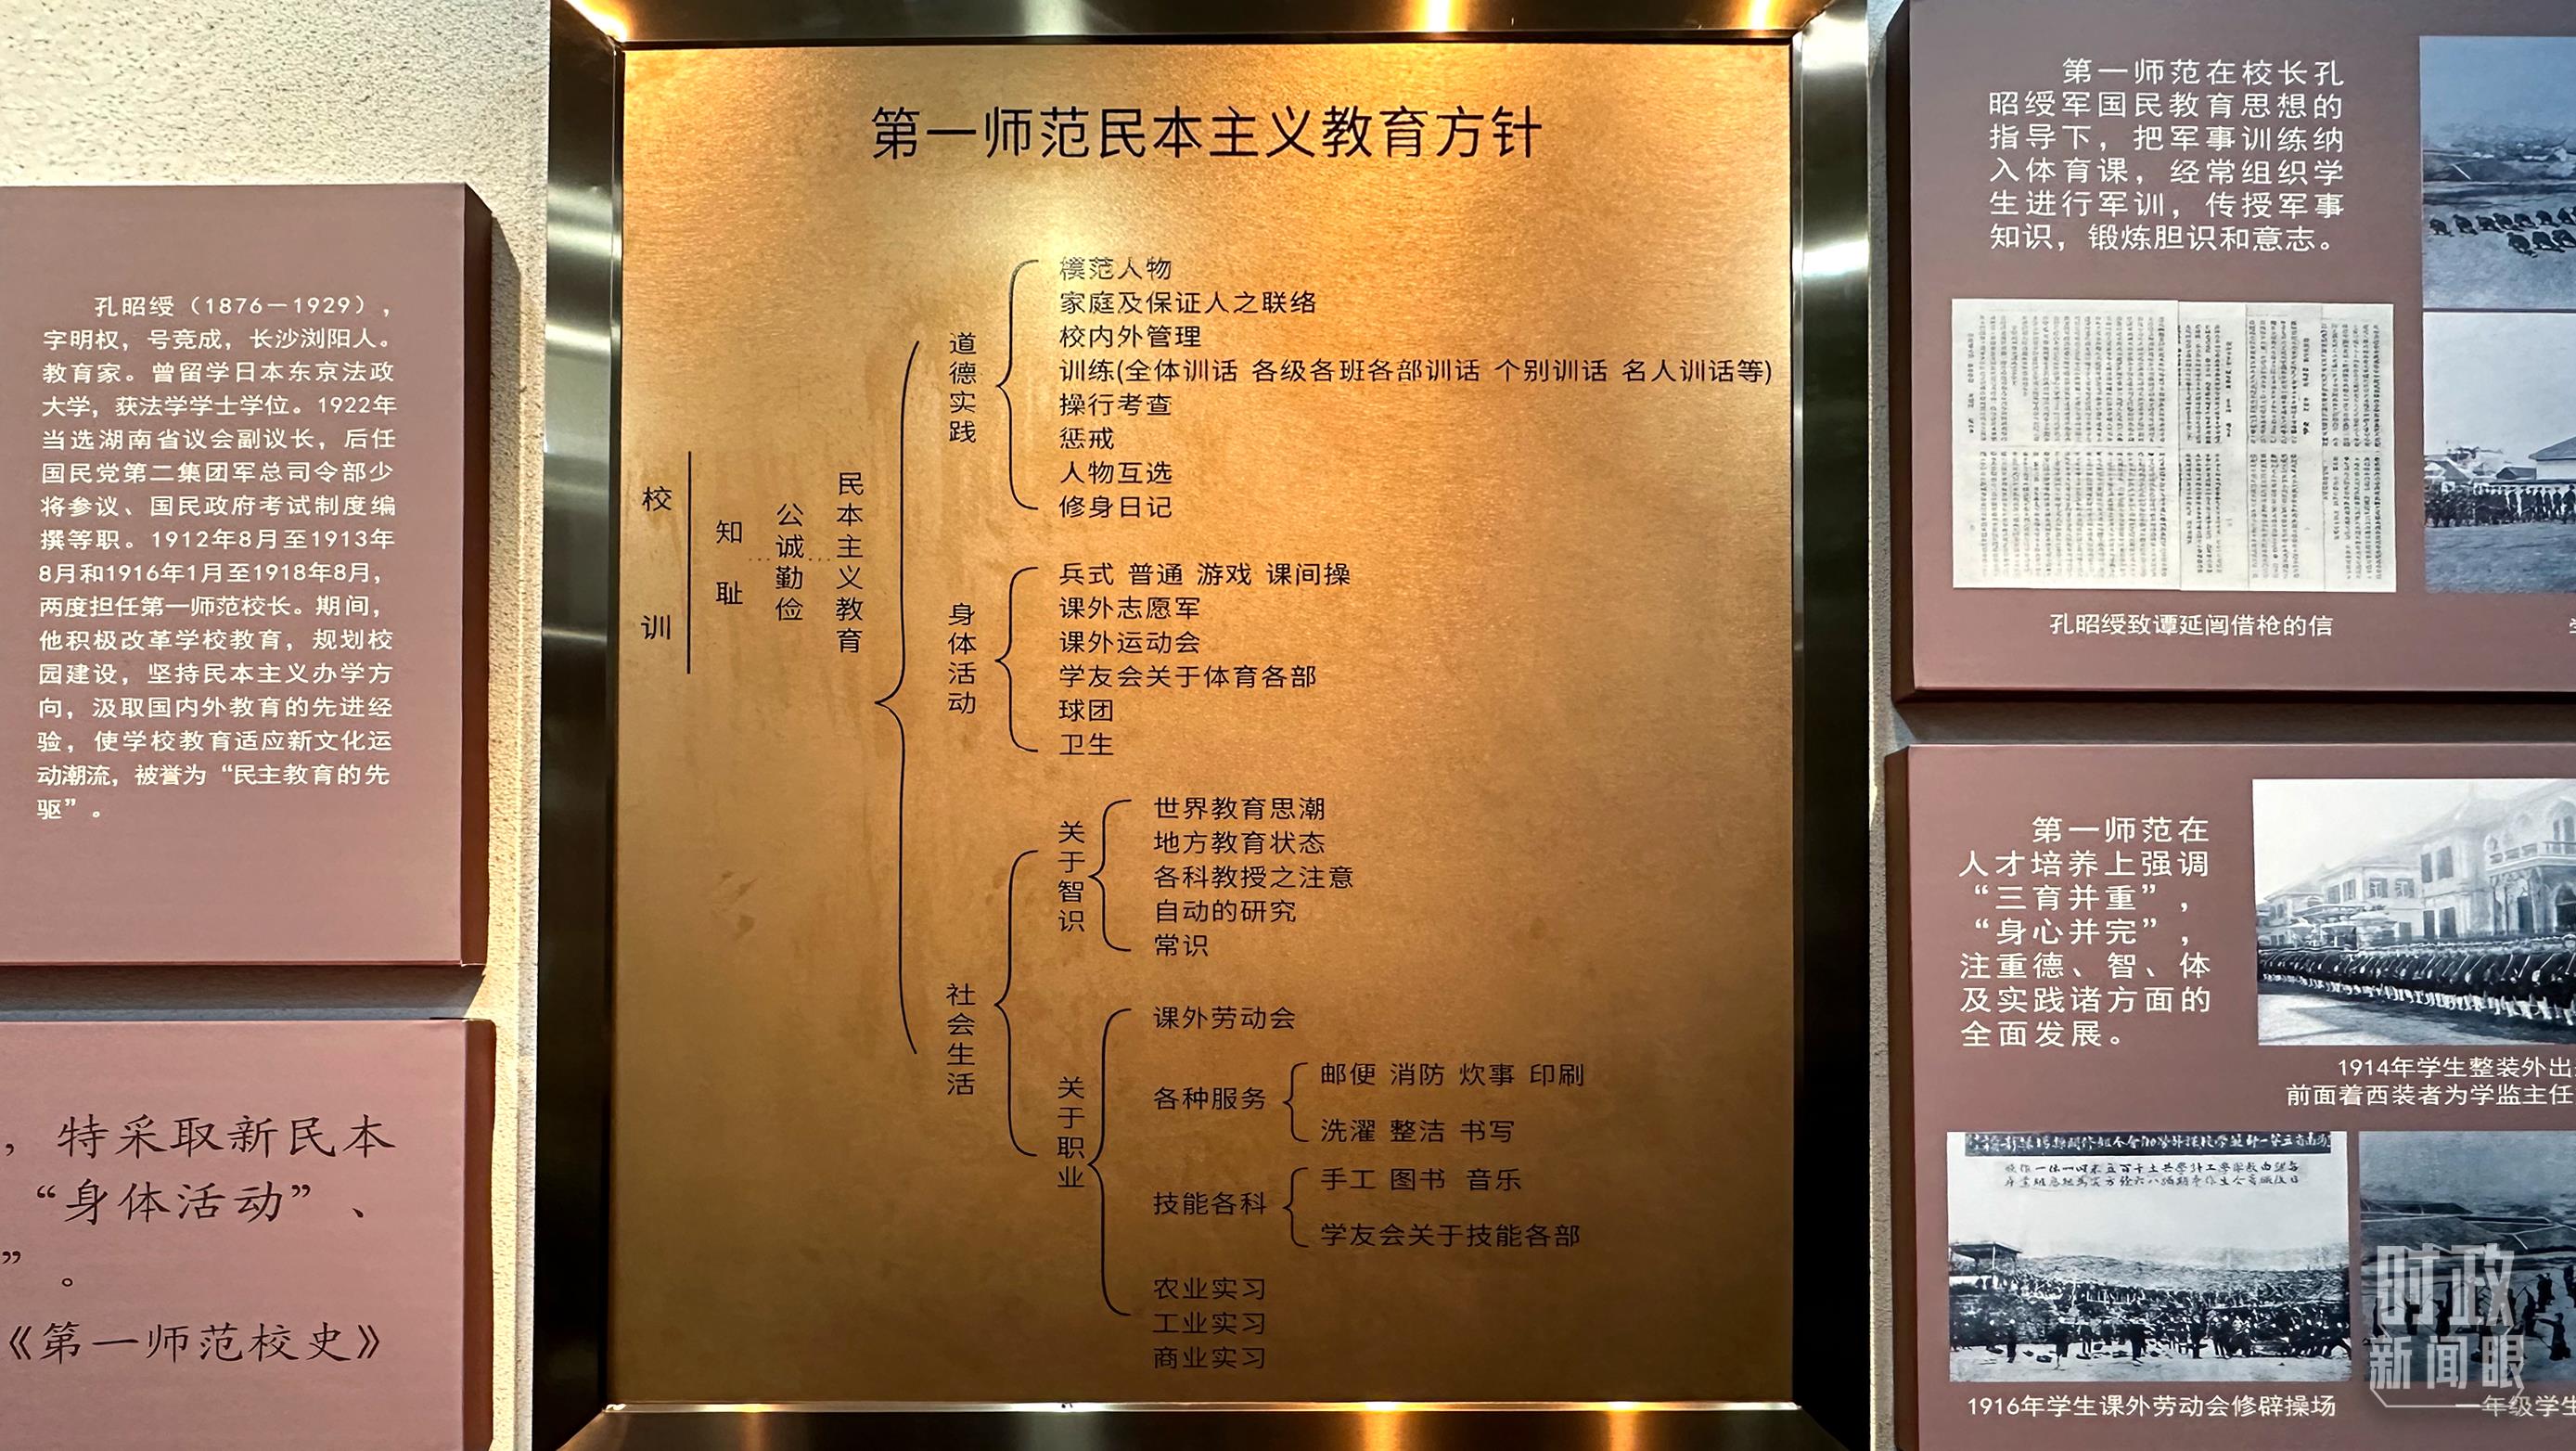 孔昭绶（1876－1929），
字明权，号竞成，长沙浏阳人。
教育家。曾留学日本东京法政
大学，获法学学士学位。1922年
当选湖南省议会副议长，后任
国民党第二集团军总司令部少
将参议、国民政府考试制度编
撰等职。1912年8月至1913年
8月和1916年1月至1918年8月，
两度担任第一师范校长。期间，
他积极改革学校教育，规划校
园建设，坚持民本主义办学方
向，汲取国内外教育的先进经
验，使学校教育适应新文化运
动潮流，被誉为“民主教育的先
驱”。
，特采取新民本
“身体活动”、
”。
《第一师范校史》
第一师范民本主义教育方针
校训
知耻
公诚勤俭
民本主义教育
道德实践
模范人物
家庭及保证人之联络
校内外管理
训练(全体训话 各级各班各部训话 个别训话 名人训话等)
操行考查
惩戒
人物互选
修身日记
身体活动
兵式 普通 游戏 课间操
课外志愿军
课外运动会
学友会关于体育各部
球团
卫生
社会生活
关于智识
世界教育思潮
地方教育状态
各科教授之注意
自动的研究
常识
关于职业
课外劳动会
各种服务
邮便 消防 炊事 印刷
洗濯 整洁 书写
技能各科
手工 图书 音乐
学友会关于技能各部
农业实习
工业实习
商业实习
第一师范在校长孔
昭绶军国民教育思想的
指导下，把军事训练纳
入体育课，经常组织学
生进行军训，传授军事
知识，锻炼胆识和意志。
孔昭绶致谭延闿借枪的信
第一师范在
人才培养上强调
“三育并重”，
“身心并完”，
注重德、智、体
及实践诸方面的
全面发展。
1914年学生整装外出
前面着西装者为学监主任
1916年学生课外劳动会修辟操场
一年级学生
时政
新闻眼